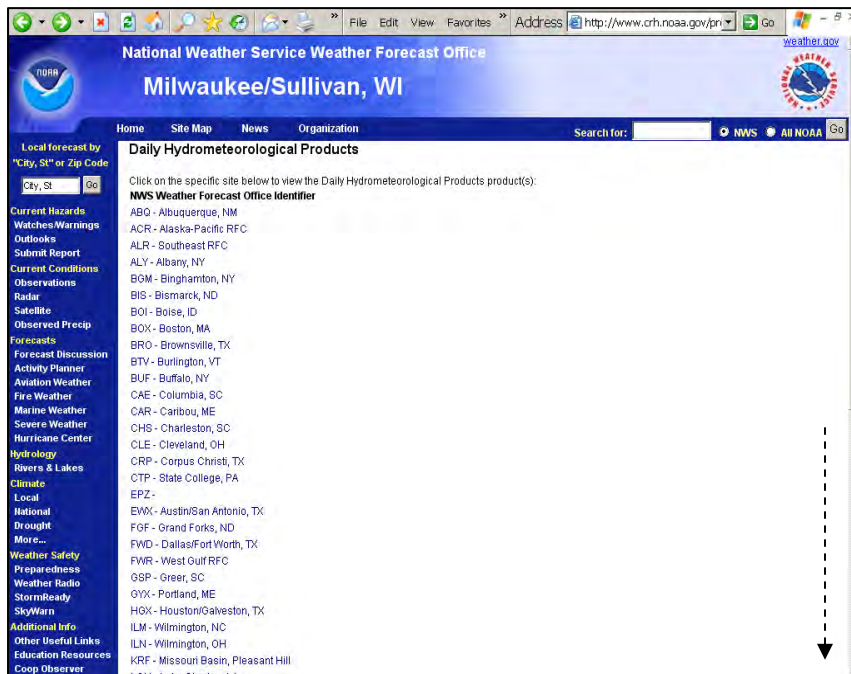 » File Edit View Favorites » Address http://www.crh.noaa.gov/pr Go
weather.gov
National Weather Service Weather Forecast Office
NOAA
Milwaukee/Sullivan, WI
Home Site Map News Organization Search for: NWS All NOAA Go
Local forecast by
"City, St" or Zip Code
City, St Go
Current Hazards
Watches/Warnings
Outlooks
Submit Report
Current Conditions
Observations
Radar
Satellite
Observed Precip
Forecasts
Forecast Discussion
Activity Planner
Aviation Weather
Fire Weather
Marine Weather
Severe Weather
Hurricane Center
Hydrology
Rivers & Lakes
Climate
Local
National
Drought
More...
Weather Safety
Preparedness
Weather Radio
StormReady
SkyWarn
Additional Info
Other Useful Links
Education Resources
Coop Observer
Daily Hydrometeorological Products
Click on the specific site below to view the Daily Hydrometeorological Products product(s):
NWS Weather Forecast Office Identifier
ABQ - Albuquerque, NM
ACR - Alaska-Pacific RFC
ALR - Southeast RFC
ALY - Albany, NY
BGM - Binghamton, NY
BIS - Bismarck, ND
BOI - Boise, ID
BOX - Boston, MA
BRO - Brownsville, TX
BTV - Burlington, VT
BUF - Buffalo, NY
CAE - Columbia, SC
CAR - Caribou, ME
CHS - Charleston, SC
CLE - Cleveland, OH
CRP - Corpus Christi, TX
CTP - State College, PA
EPZ -
EWX - Austin/San Antonio, TX
FGF - Grand Forks, ND
FWD - Dallas/Fort Worth, TX
FWR - West Gulf RFC
GSP - Greer, SC
GYX - Portland, ME
HGX - Houston/Galveston, TX
ILM - Wilmington, NC
ILN - Wilmington, OH
KRF - Missouri Basin, Pleasant Hill